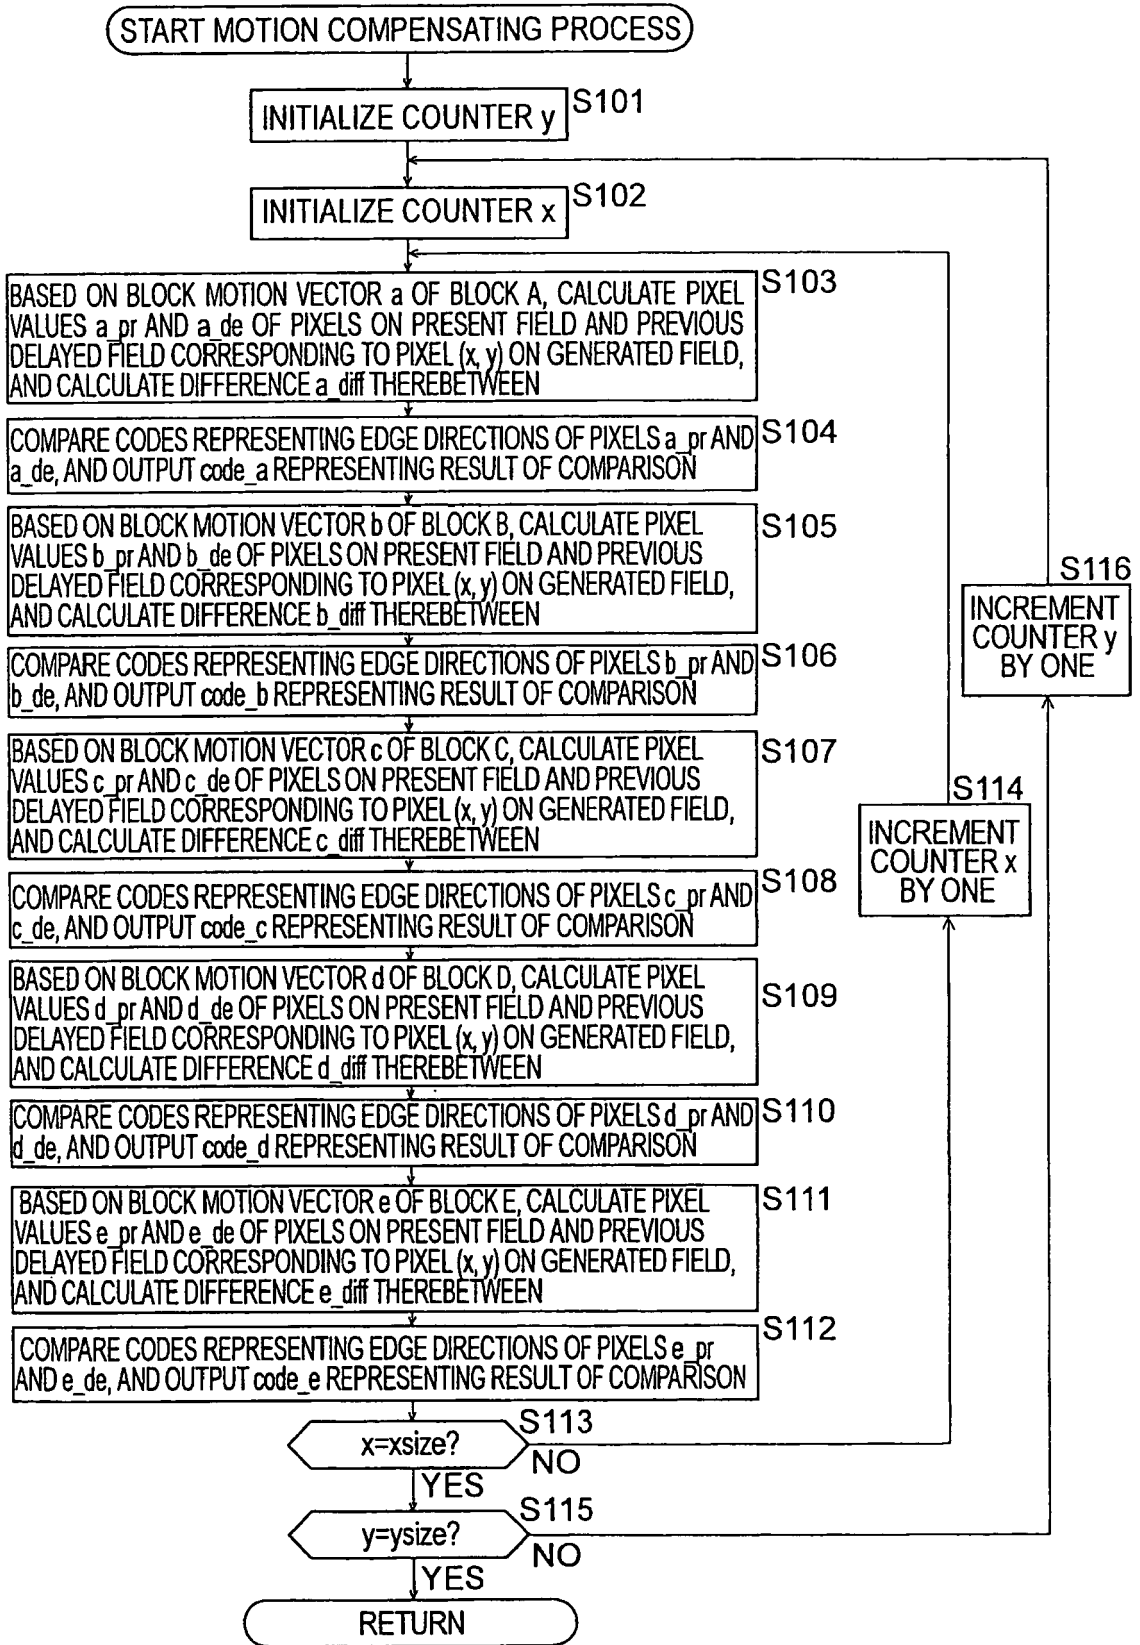 START MOTION COMPENSATING PROCESS
INITIALIZE COUNTER y
S101
INITIALIZE COUNTER x
S102
BASED ON BLOCK MOTION VECTOR a OF BLOCK A, CALCULATE PIXEL
VALUES a_pr AND a_de OF PIXELS ON PRESENT FIELD AND PREVIOUS
DELAYED FIELD CORRESPONDING TO PIXEL (x, y) ON GENERATED FIELD,
AND CALCULATE DIFFERENCE a_diff THEREBETWEEN
S103
COMPARE CODES REPRESENTING EDGE DIRECTIONS OF PIXELS a_pr AND
a_de, AND OUTPUT code_a REPRESENTING RESULT OF COMPARISON
S104
BASED ON BLOCK MOTION VECTOR b OF BLOCK B, CALCULATE PIXEL
VALUES b_pr AND b_de OF PIXELS ON PRESENT FIELD AND PREVIOUS
DELAYED FIELD CORRESPONDING TO PIXEL (x, y) ON GENERATED FIELD,
AND CALCULATE DIFFERENCE b_diff THEREBETWEEN
S105
COMPARE CODES REPRESENTING EDGE DIRECTIONS OF PIXELS b_pr AND
b_de, AND OUTPUT code_b REPRESENTING RESULT OF COMPARISON
S106
BASED ON BLOCK MOTION VECTOR c OF BLOCK C, CALCULATE PIXEL
VALUES c_pr AND c_de OF PIXELS ON PRESENT FIELD AND PREVIOUS
DELAYED FIELD CORRESPONDING TO PIXEL (x, y) ON GENERATED FIELD,
AND CALCULATE DIFFERENCE c_diff THEREBETWEEN
S107
COMPARE CODES REPRESENTING EDGE DIRECTIONS OF PIXELS c_pr AND
c_de, AND OUTPUT code_c REPRESENTING RESULT OF COMPARISON
S108
BASED ON BLOCK MOTION VECTOR d OF BLOCK D, CALCULATE PIXEL
VALUES d_pr AND d_de OF PIXELS ON PRESENT FIELD AND PREVIOUS
DELAYED FIELD CORRESPONDING TO PIXEL (x, y) ON GENERATED FIELD,
AND CALCULATE DIFFERENCE d_diff THEREBETWEEN
S109
COMPARE CODES REPRESENTING EDGE DIRECTIONS OF PIXELS d_pr AND
d_de, AND OUTPUT code_d REPRESENTING RESULT OF COMPARISON
S110
BASED ON BLOCK MOTION VECTOR e OF BLOCK E, CALCULATE PIXEL
VALUES e_pr AND e_de OF PIXELS ON PRESENT FIELD AND PREVIOUS
DELAYED FIELD CORRESPONDING TO PIXEL (x, y) ON GENERATED FIELD,
AND CALCULATE DIFFERENCE e_diff THEREBETWEEN
S111
COMPARE CODES REPRESENTING EDGE DIRECTIONS OF PIXELS e_pr
AND e_de, AND OUTPUT code_e REPRESENTING RESULT OF COMPARISON
S112
x=xsize?
S113
NO
YES
S114
INCREMENT
COUNTER x
BY ONE
y=ysize?
S115
NO
YES
S116
INCREMENT
COUNTER y
BY ONE
RETURN